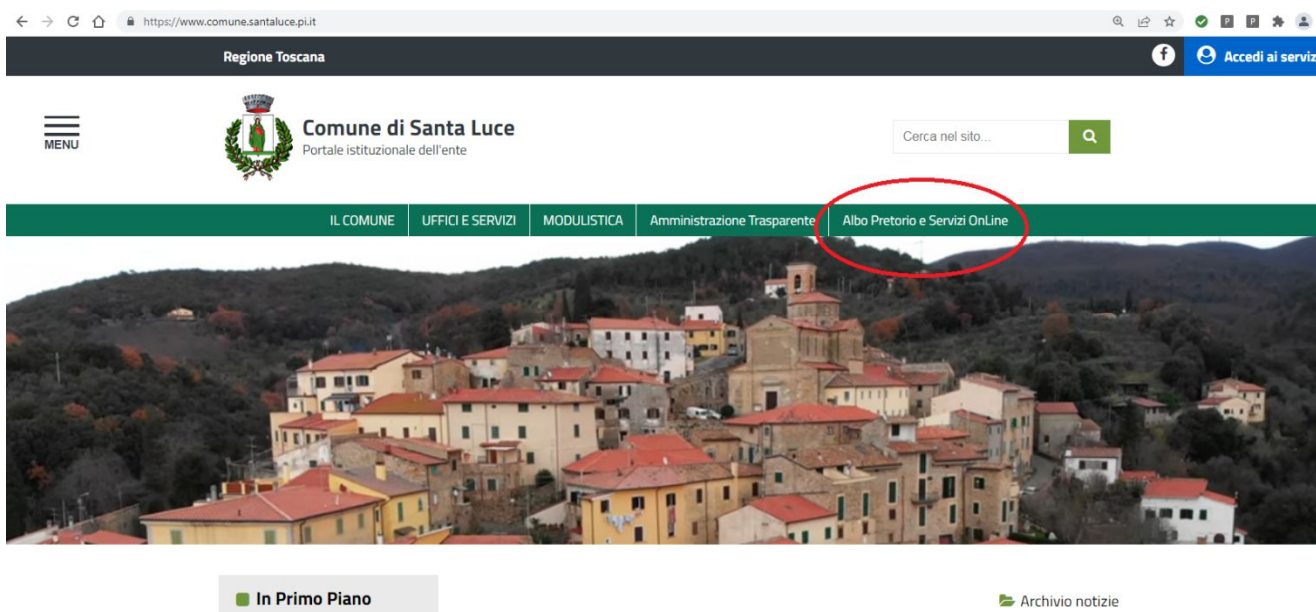 https://www.comune.santaluce.pi.it
Regione Toscana
Accedi ai serviz
MENU
Comune di Santa Luce
Portale istituzionale dell'ente
Cerca nel sito...
IL COMUNE UFFICI E SERVIZI MODULISTICA Amministrazione Trasparente Albo Pretorio e Servizi OnLine
In Primo Piano
Archivio notizie